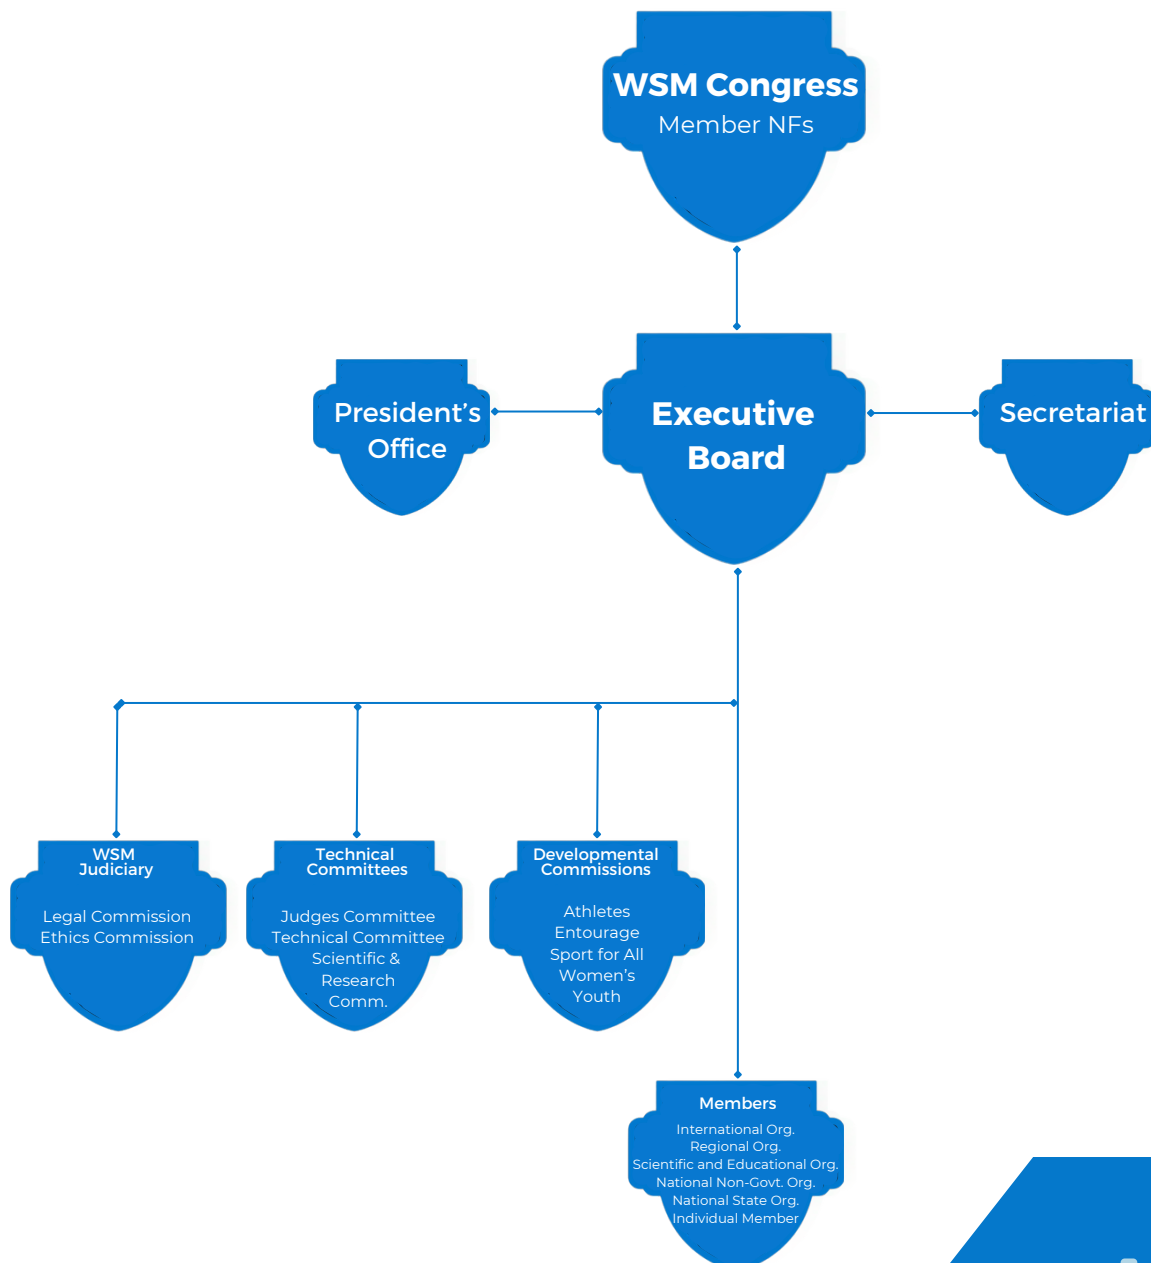 WSM Congress
Member NFs
President’s
Office
Executive
Board
Secretariat
WSM
Judiciary
Legal Commission
Ethics Commission
Technical
Committees
Judges Committee
Technical Committee
Scientific &
Research
Comm.
Developmental
Commissions
Athletes
Entourage
Sport for All
Women’s
Youth
Members
International Org.
Regional Org.
Scientific and Educational Org.
National Non-Govt. Org.
National State Org.
Individual Member